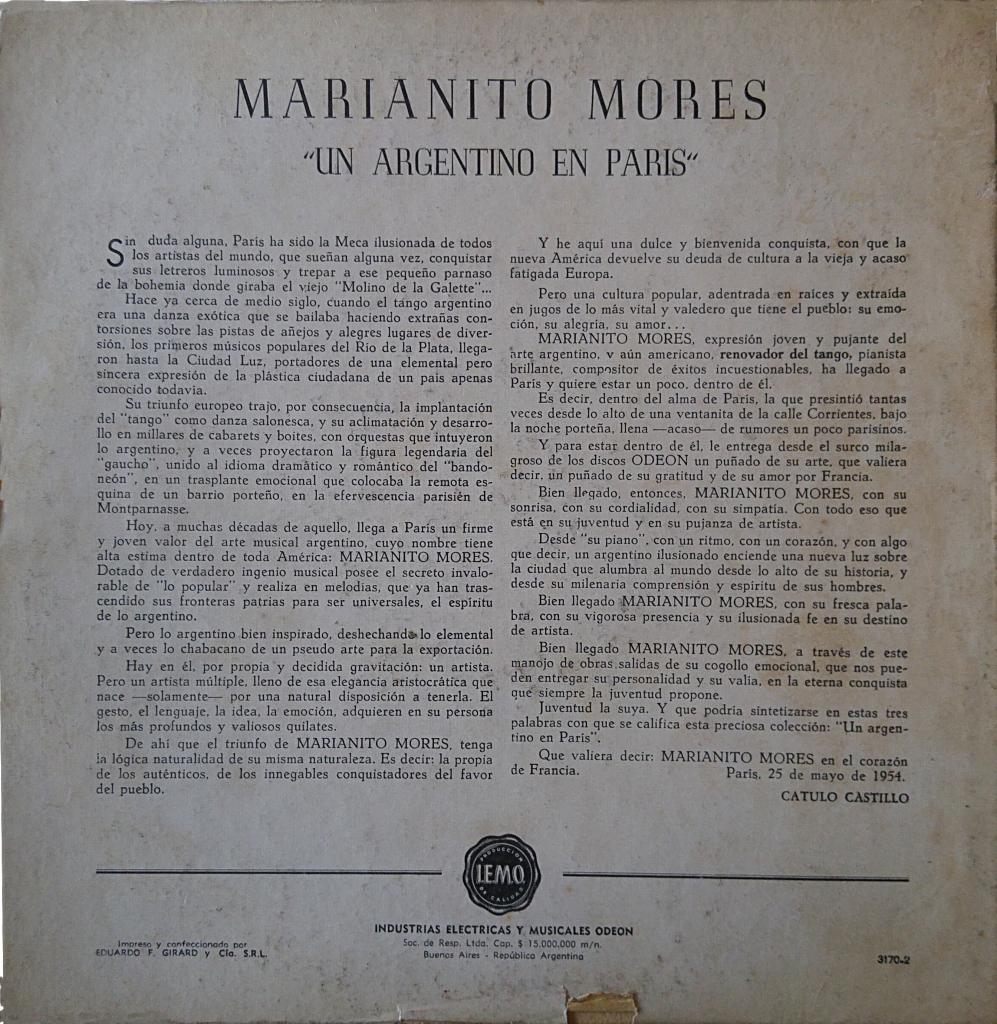 MARIANITO MORES
“UN ARGENTINO EN PARIS“
Sin duda alguna, París ha sido la Meca ilusionada de todos
los artistas del mundo, que sueñan alguna vez, conquistar
sus letreros luminosos y trepar a ese pequeño parnaso
de la bohemia donde giraba el viejo "Molino de la Galette"...
Hace ya cerca de medio siglo, cuando el tango argentino
era una danza exótica que se bailaba haciendo extrañas con-
torsiones sobre las pistas de añejos y alegres lugares de diver-
sión, los primeros músicos populares del Río de la Plata, llega-
ron hasta la Ciudad Luz, portadores de una elemental pero
sincera expresión de la plástica ciudadana de un país apenas
conocido todavía.
Su triunfo europeo trajo, por consecuencia, la implantación
del "tango" como danza salonesca, y su aclimatación y desarro-
llo en millares de cabarets y boites, con orquestas que intuyeron
lo argentino, y a veces proyectaron la figura legendaria del
"gaucho", unido al idioma dramático y romántico del "bando-
neón", en un trasplante emocional que colocaba la remota es-
quina de un barrio porteño, en la efervescencia parisién de
Montparnasse.
Hoy, a muchas décadas de aquello, llega a París un firme
y joven valor del arte musical argentino, cuyo nombre tiene
alta estima dentro de toda América: MARIANITO MORES.
Dotado de verdadero ingenio musical posee el secreto invalo-
rable de "lo popular" y realiza en melodías, que ya han tras-
cendido sus fronteras patrias para ser universales, el espíritu
de lo argentino.
Pero lo argentino bien inspirado, deshechando lo elemental
y a veces lo chabacano de un pseudo arte para la exportación.
Hay en él, por propia y decidida gravitación: un artista.
Pero un artista múltiple, lleno de esa elegancia aristocrática que
nace —solamente— por una natural disposición a tenerla. El
gesto, el lenguaje, la idea, la emoción, adquieren en su persona
los más profundos y valiosos quilates.
De ahí que el triunfo de MARIANITO MORES, tenga
la lógica naturalidad de su misma naturaleza. Es decir: la propia
de los auténticos, de los innegables conquistadores del favor
del pueblo.
Y he aquí una dulce y bienvenida conquista, con que la
nueva América devuelve su deuda de cultura a la vieja y acaso
fatigada Europa.
Pero una cultura popular, adentrada en raíces y extraída
en jugos de lo más vital y valedero que tiene el pueblo: su emo-
ción, su alegría, su amor...
MARIANITO MORES, expresión joven y pujante del
arte argentino, y aún americano, renovador del tango, pianista
brillante, compositor de éxitos incuestionables, ha llegado a
París y quiere estar un poco, dentro de él.
Es decir, dentro del alma de París, la que presintió tantas
veces desde lo alto de una ventanita de la calle Corrientes, bajo
la noche porteña, llena —acaso— de rumores un poco parisinos.
Y para estar dentro de él, le entrega desde el surco mila-
groso de los discos ODEON un puñado de su arte, que valiera
decir, un puñado de su gratitud y de su amor por Francia.
Bien llegado, entonces, MARIANITO MORES, con su
sonrisa, con su cordialidad, con su simpatía. Con todo eso que
está en su juventud y en su pujanza de artista.
Desde "su piano", con un ritmo, con un corazón, y con algo
que decir, un argentino ilusionado enciende una nueva luz sobre
la ciudad que alumbra al mundo desde lo alto de su historia, y
desde su milenaria comprensión y espíritu de sus hombres.
Bien llegado MARIANITO MORES, con su fresca pala-
bra, con su vigorosa presencia y su ilusionada fe en su destino
de artista.
Bien llegado MARIANITO MORES, a través de este
manojo de obras salidas de su cogollo emocional, que nos pue-
den entregar su personalidad y su valía, en la eterna conquista
que siempre la juventud propone.
Juventud la suya. Y que podría sintetizarse en estas tres
palabras con que se califica esta preciosa colección: "Un argen-
tino en París".
Que valiera decir: MARIANITO MORES en el corazón
de Francia. París, 25 de mayo de 1954.
CATULO CASTILLO
PRODUCCION
I.E.M.O.
DE CALIDAD
INDUSTRIAS ELECTRICAS Y MUSICALES ODEON
Soc. de Resp. Ltda. Cap. $ 15.000.000 m/n.
Buenos Aires - República Argentina
Impreso y confeccionado por
EDUARDO F. GIRARD y Cía. S.R.L.
3170-2